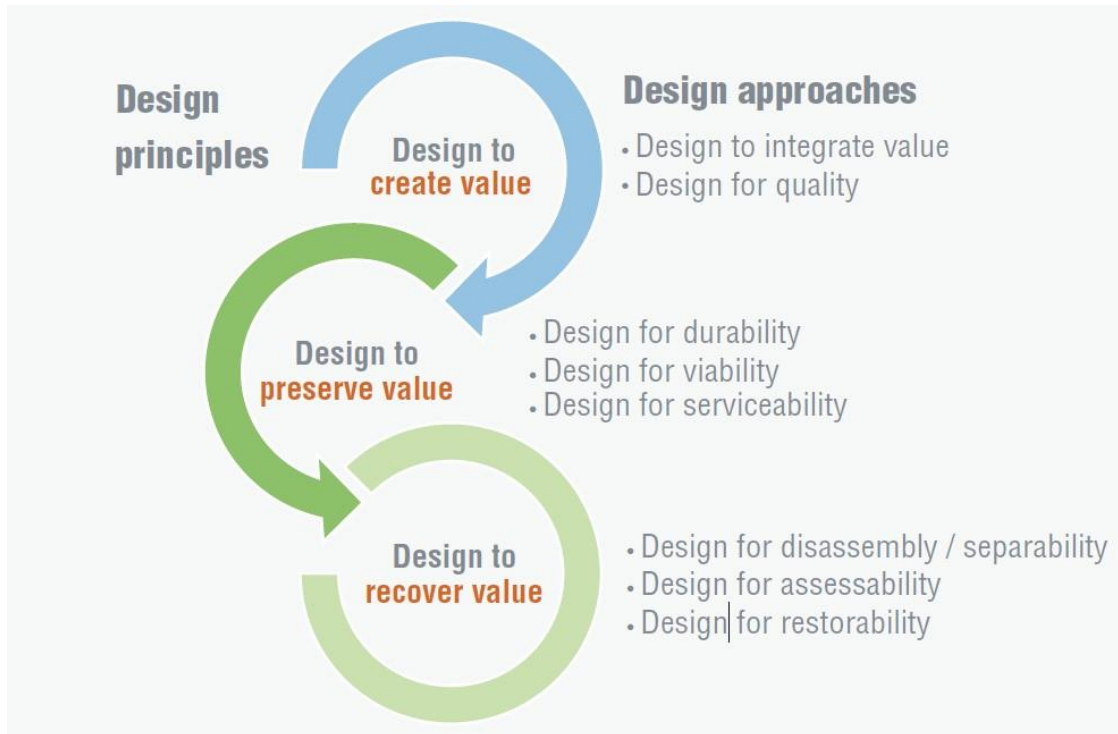 Design
principles
Design approaches
Design to
create value
• Design to integrate value
• Design for quality
Design to
preserve value
• Design for durability
• Design for viability
• Design for serviceability
Design to
recover value
• Design for disassembly / separability
• Design for assessability
• Design for restorability